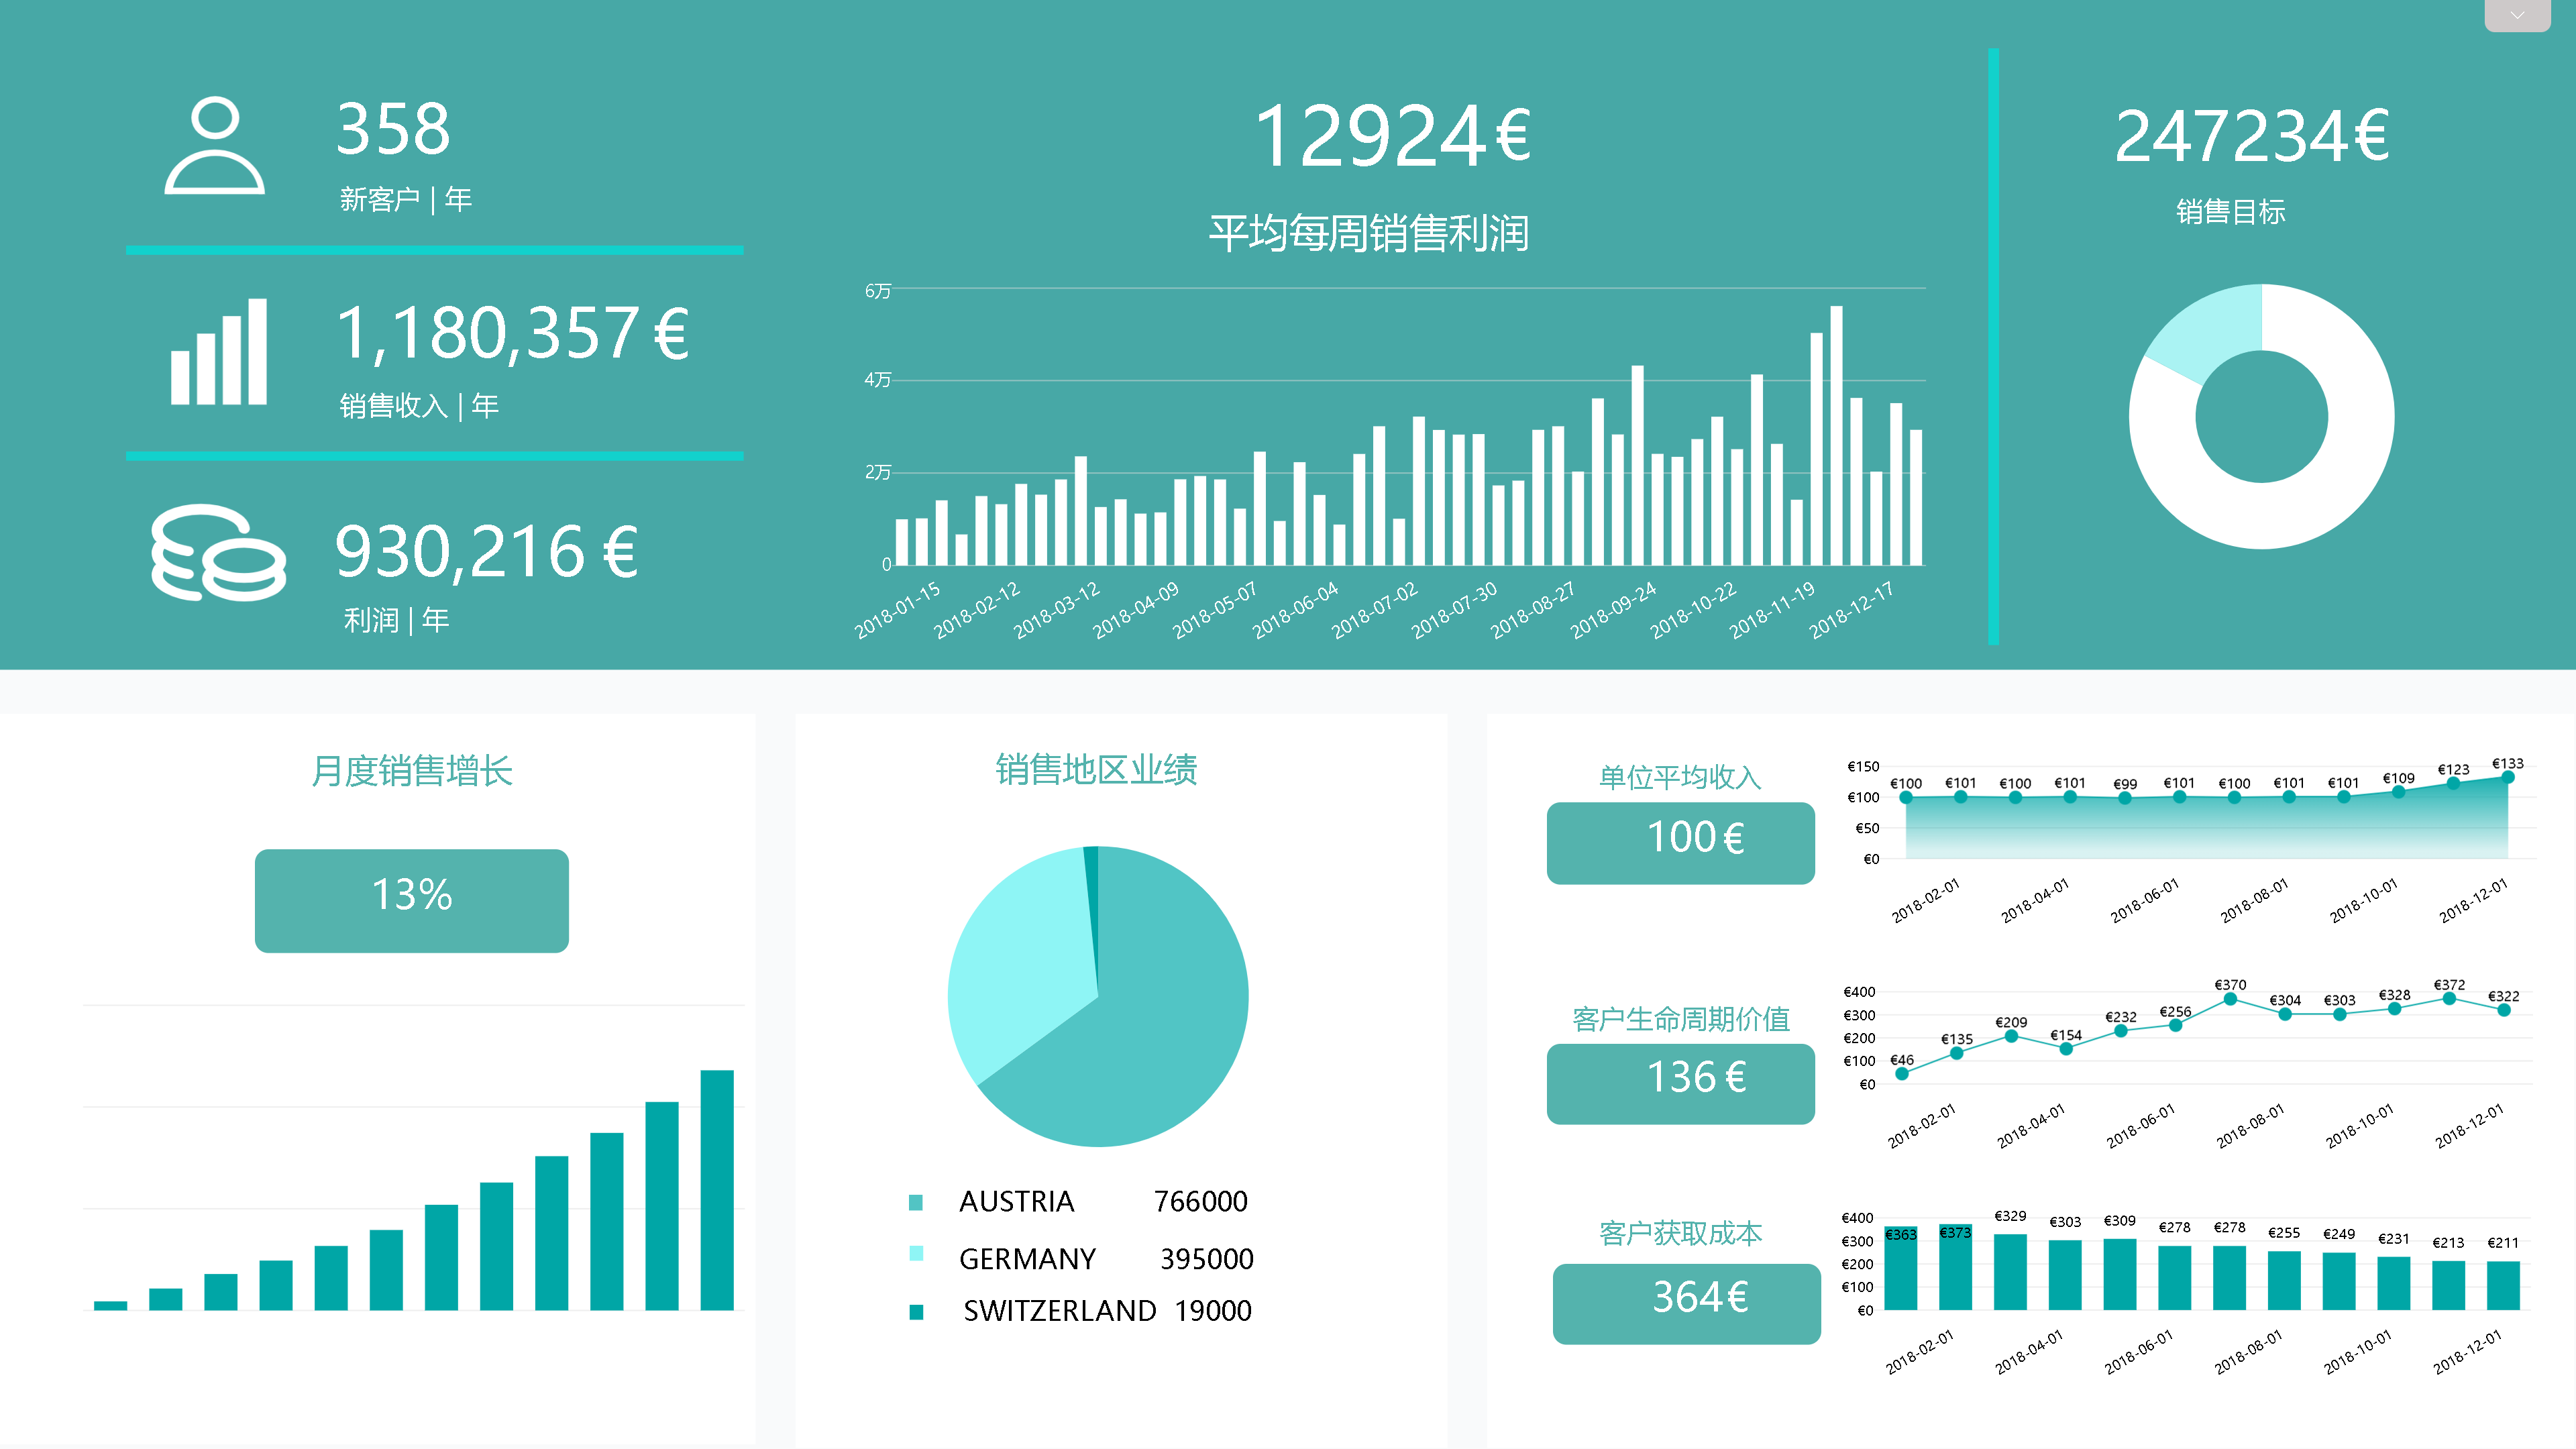 358
新客户 | 年
1,180,357 €
销售收入 | 年
930,216 €
利润 | 年
12924€
平均每周销售利润
6万
4万
2万
0
2018-01-15 2018-02-12 2018-03-12 2018-04-09 2018-05-07 2018-06-04 2018-07-02 2018-07-30 2018-08-27 2018-09-24 2018-10-22 2018-11-19 2018-12-17
247234€
销售目标
月度销售增长
13%
销售地区业绩
AUSTRIA 766000
GERMANY 395000
SWITZERLAND 19000
单位平均收入
100 €
€150
€100
€50
€0
€100 €101 €100 €101 €99 €101 €100 €101 €101 €109 €123 €133
2018-02-01 2018-04-01 2018-06-01 2018-08-01 2018-10-01 2018-12-01
客户生命周期价值
136 €
€400
€300
€200
€100
€0
€46 €135 €209 €154 €232 €256 €370 €304 €303 €328 €372 €322
2018-02-01 2018-04-01 2018-06-01 2018-08-01 2018-10-01 2018-12-01
客户获取成本
364€
€400
€300
€200
€100
€0
€363 €373 €329 €303 €309 €278 €278 €255 €249 €231 €213 €211
2018-02-01 2018-04-01 2018-06-01 2018-08-01 2018-10-01 2018-12-01